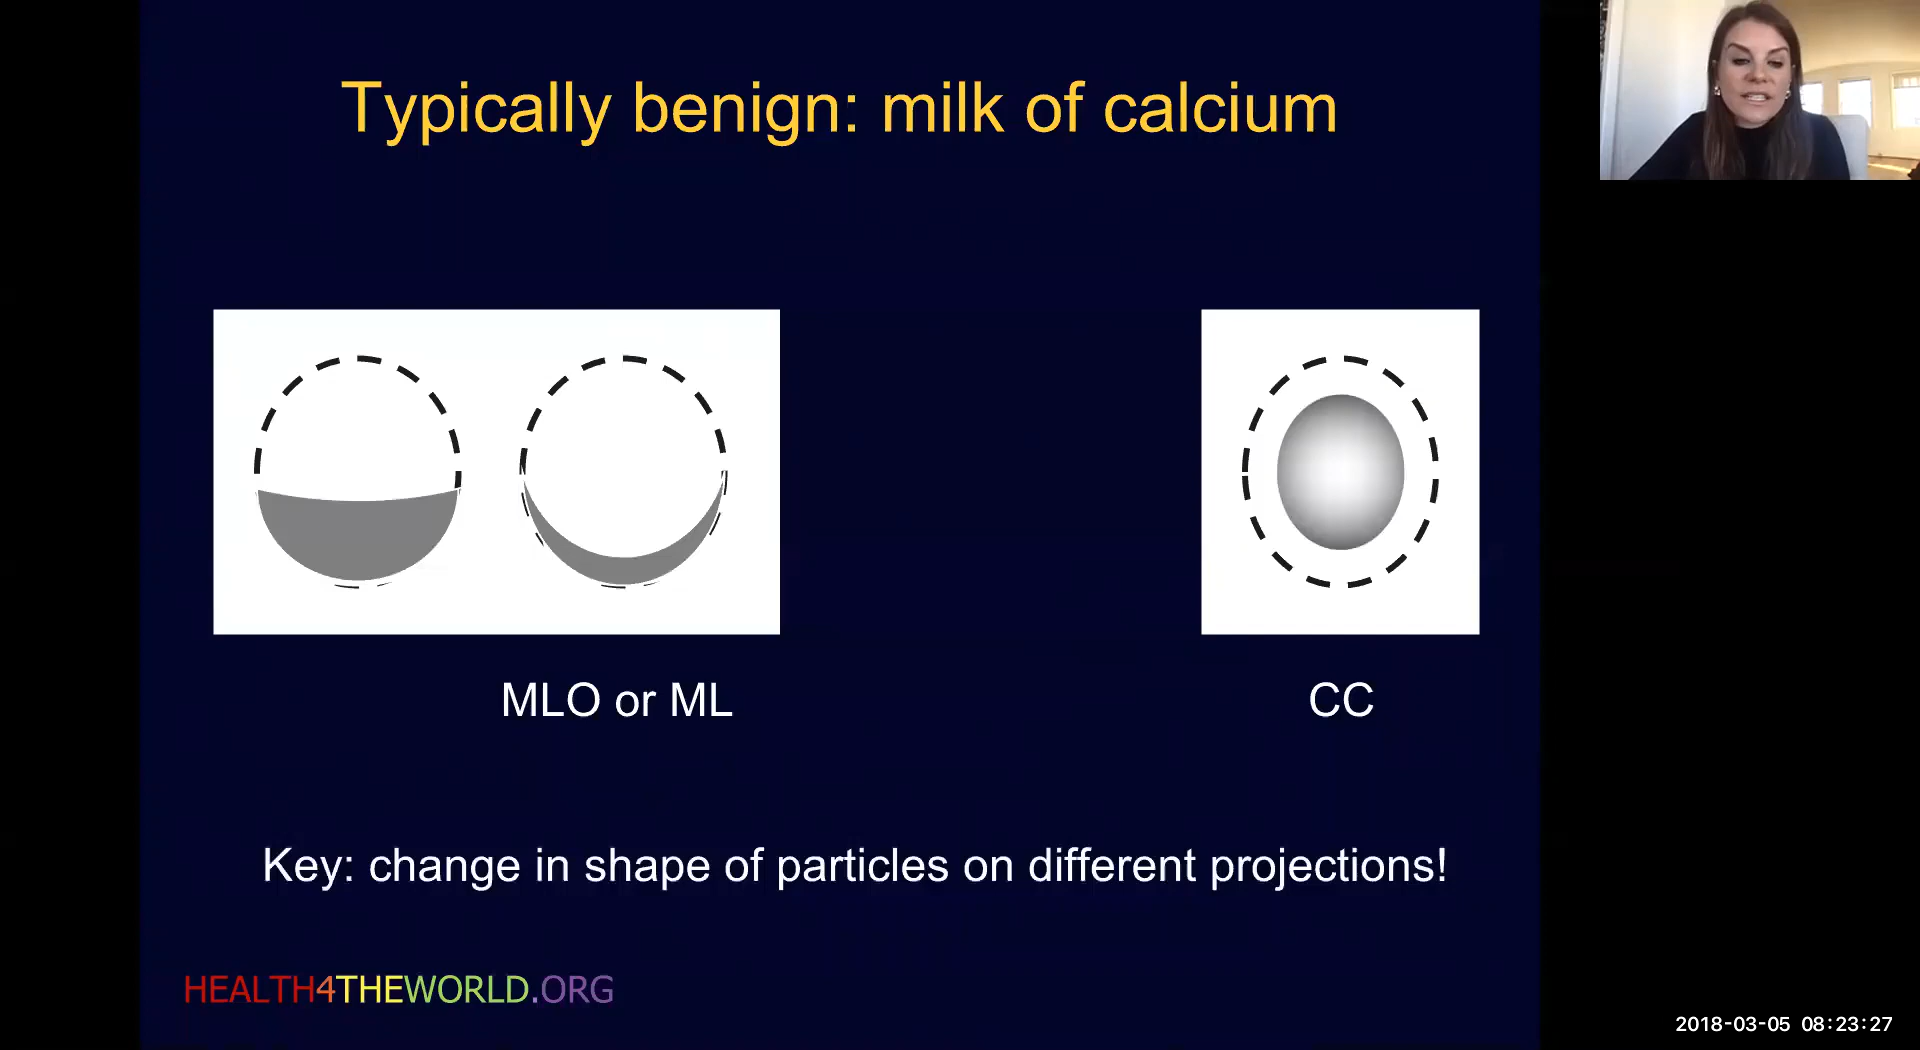 Typically benign: milk of calcium
MLO or ML
CC
Key: change in shape of particles on different projections!
HEALTH4THEWORLD.ORG
2018-03-05 08:23:27